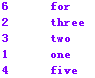 6 for
2 three
3 two
1 one
4 five